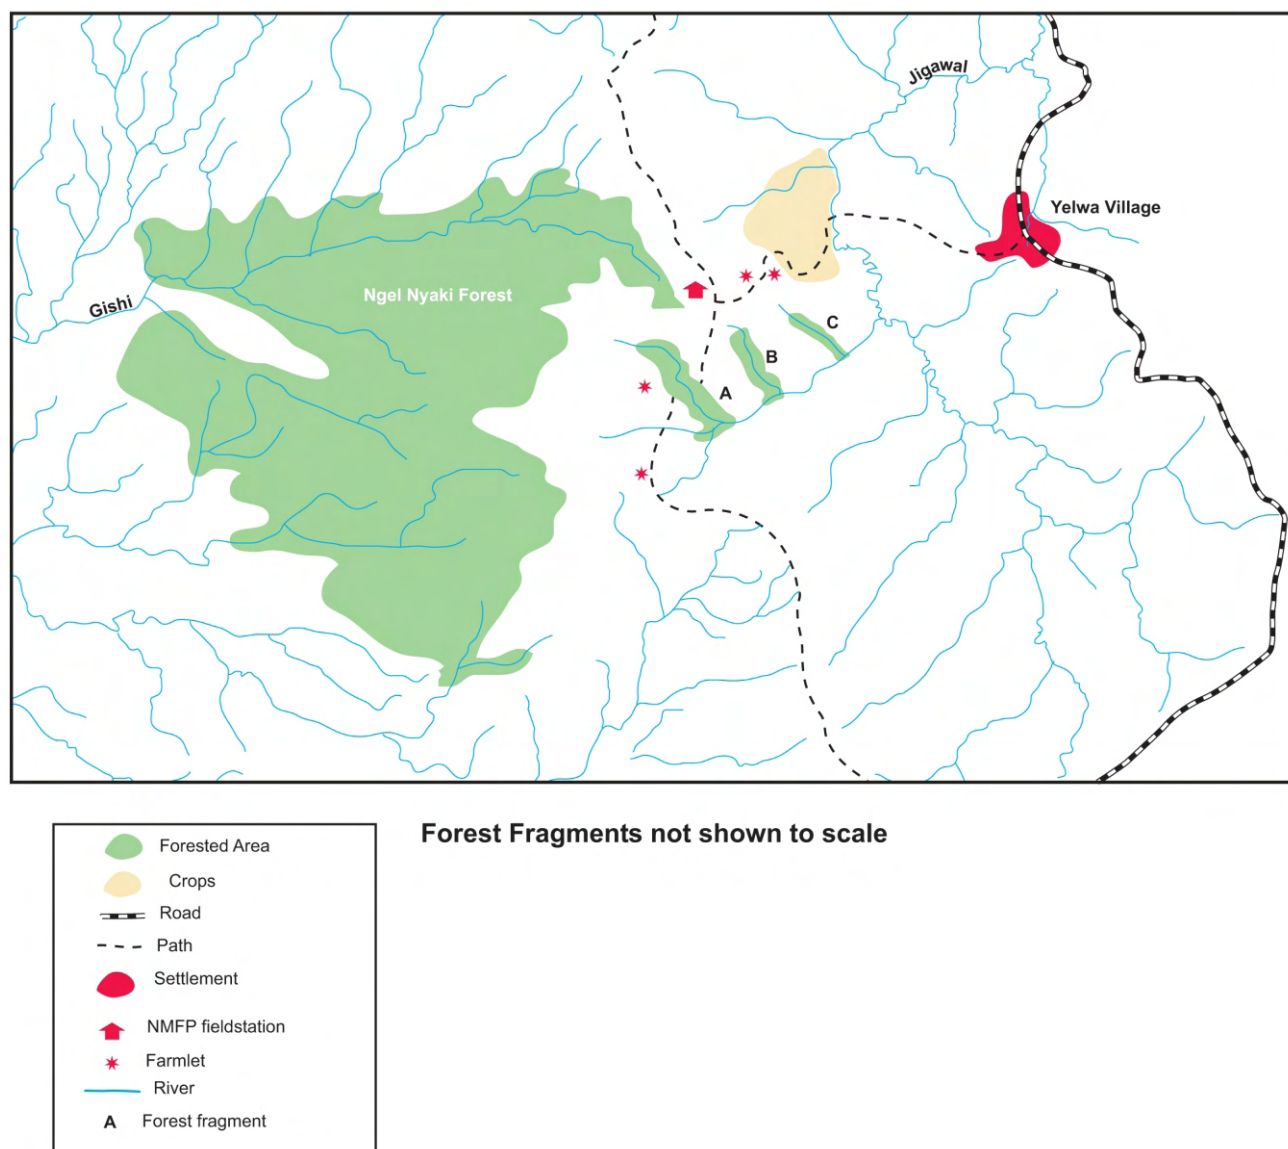 Jigawal
Yelwa Village
Ngel Nyaki Forest
Gishi
C
B
A
Forest Fragments not shown to scale
Forested Area
Crops
Road
Path
Settlement
NMFP fieldstation
Farmlet
River
A Forest fragment